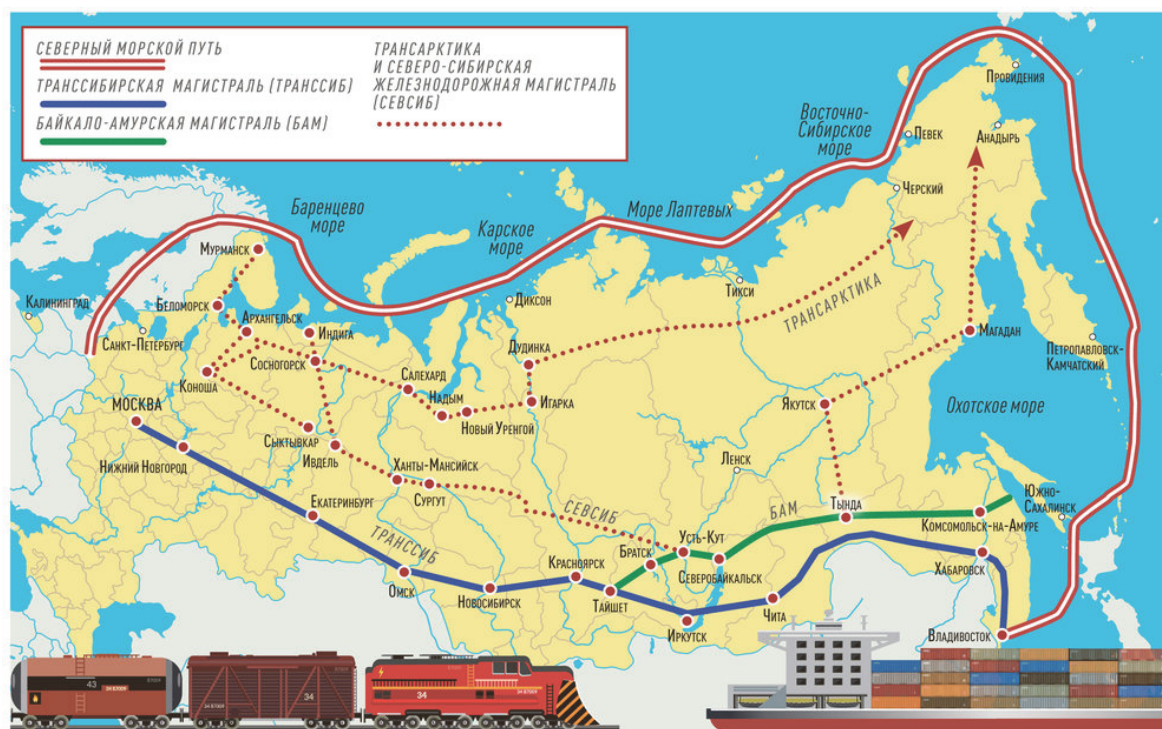 СЕВЕРНЫЙ МОРСКОЙ ПУТЬ
ТРАНССИБИРСКАЯ МАГИСТРАЛЬ (ТРАНССИБ)
БАЙКАЛО-АМУРСКАЯ МАГИСТРАЛЬ (БАМ)
ТРАНСАРКТИКА
И СЕВЕРО-СИБИРСКАЯ
ЖЕЛЕЗНОДОРОЖНАЯ МАГИСТРАЛЬ
(СЕВСИБ)
ПРОВИДЕНИЯ
ВОСТОЧНО-
СИБИРСКОЕ
МОРЕ
ПЕВЕК
АНАДЫРЬ
ЧЕРСКИЙ
БАРЕНЦЕВО
МОРЕ
КАРСКОЕ
МОРЕ
МОРЕ ЛАПТЕВЫХ
МУРМАНСК
КАЛИНИНГРАД
БЕЛОМОРСК
ДИКСОН
ТИКСИ
ТРАНСАРКТИКА
АРХАНГЕЛЬСК
ИНДИГА
САНКТ-ПЕТЕРБУРГ
МАГАДАН
ДУДИНКА
ПЕТРОПАВЛОВСК-
КАМЧАТСКИЙ
СОСНОГОРСК
САЛЕХАРД
КОНОША
НАДЫМ
ИГАРКА
МОСКВА
НОВЫЙ УРЕНГОЙ
ЯКУТСК
ОХОТСКОЕ МОРЕ
СЫКТЫВКАР
ИВДЕЛЬ
НИЖНИЙ НОВГОРОД
ХАНТЫ-МАНСИЙСК
СУРГУТ
ЛЕНСК
ЕКАТЕРИНБУРГ
СЕВСИБ
БАМ
ТЫНДА
ЮЖНО-
САХАЛИНСК
КОМСОМОЛЬСК-НА-АМУРЕ
ТРАНССИБ
УСТЬ-КУТ
БРАТСК
КРАСНОЯРСК
СЕВЕРОБАЙКАЛЬСК
ХАБАРОВСК
ОМСК
НОВОСИБИРСК
ТАЙШЕТ
ЧИТА
ИРКУТСК
ВЛАДИВОСТОК
43
34
34